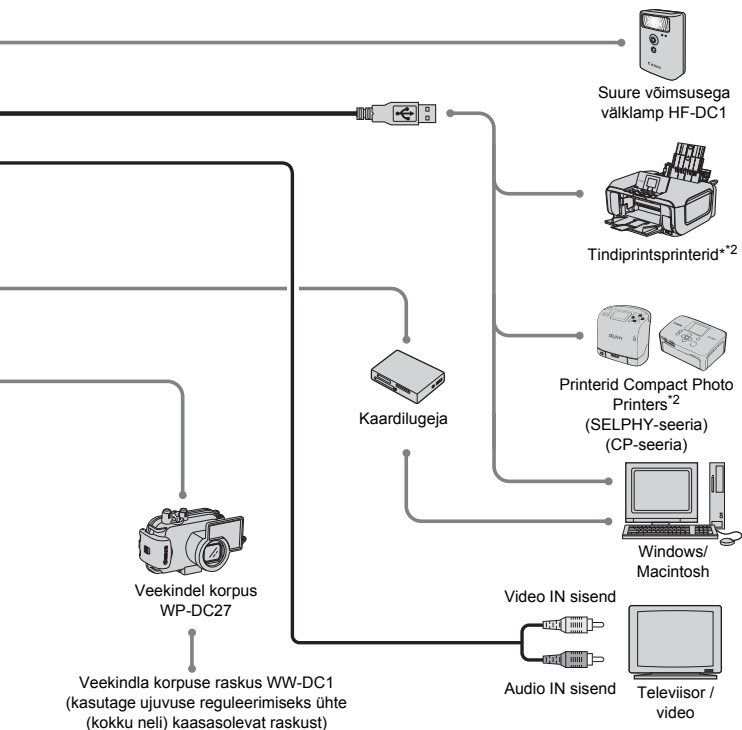 Canon
Suure võimsusega
välklamp HF-DC1
Tindiprintsprinterid**2
SELPHY
Printerid Compact Photo
Printers*2
(SELPHY-seeria)
(CP-seeria)
Kaardilugeja
Windows/
Macintosh
Veekindel korpus
WP-DC27
Veekindla korpuse raskus WW-DC1
(kasutage ujuvuse reguleerimiseks ühte
(kokku neli) kaasasolevat raskust)
Video IN sisend
Audio IN sisend
Televiisor /
video